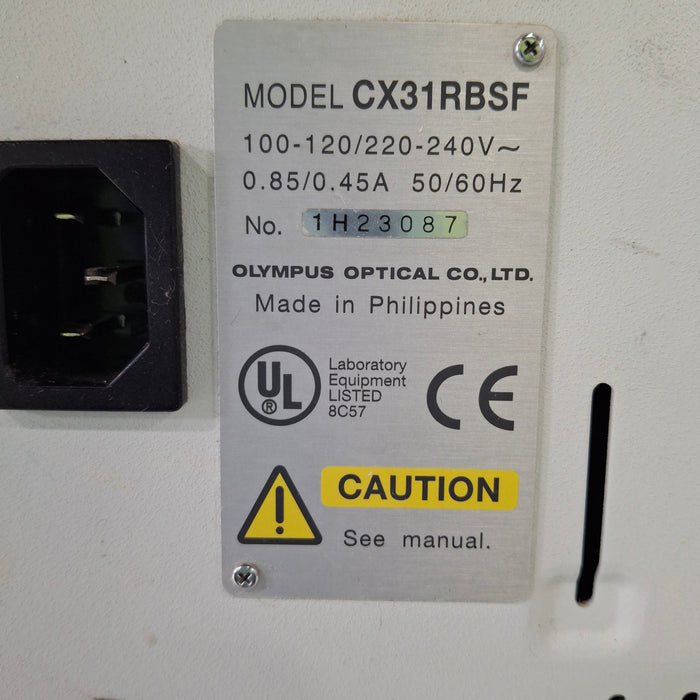 MODEL CX31RBSF
100-120/220-240V~
0.85/0.45A 50/60Hz
No. 1H23087
OLYMPUS OPTICAL CO.,LTD.
Made in Philippines
UL
®
Laboratory
Equipment
LISTED
8C57
CE
CAUTION
See manual.